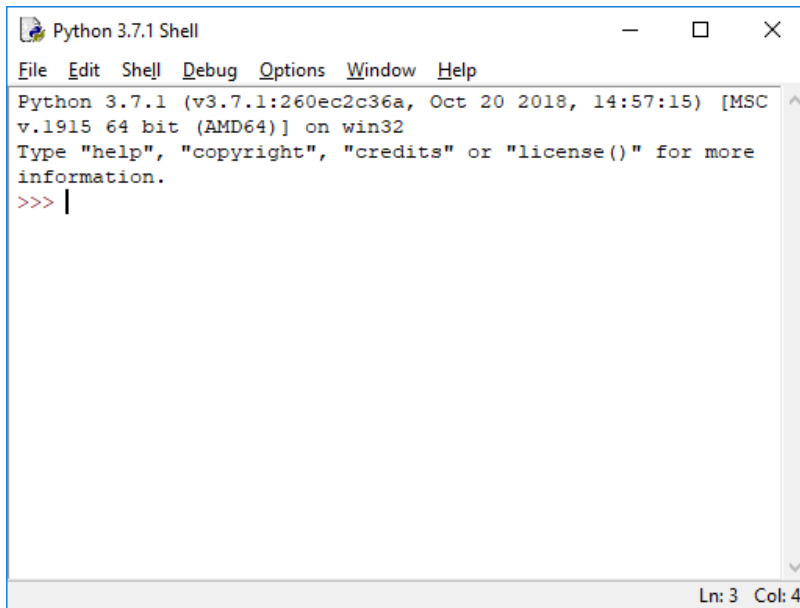 Python 3.7.1 Shell
File Edit Shell Debug Options Window Help
Python 3.7.1 (v3.7.1:260ec2c36a, Oct 20 2018, 14:57:15) [MSC
v.1915 64 bit (AMD64)] on win32
Type "help", "copyright", "credits" or "license()" for more
information.
>>>
Ln: 3 Col: 4